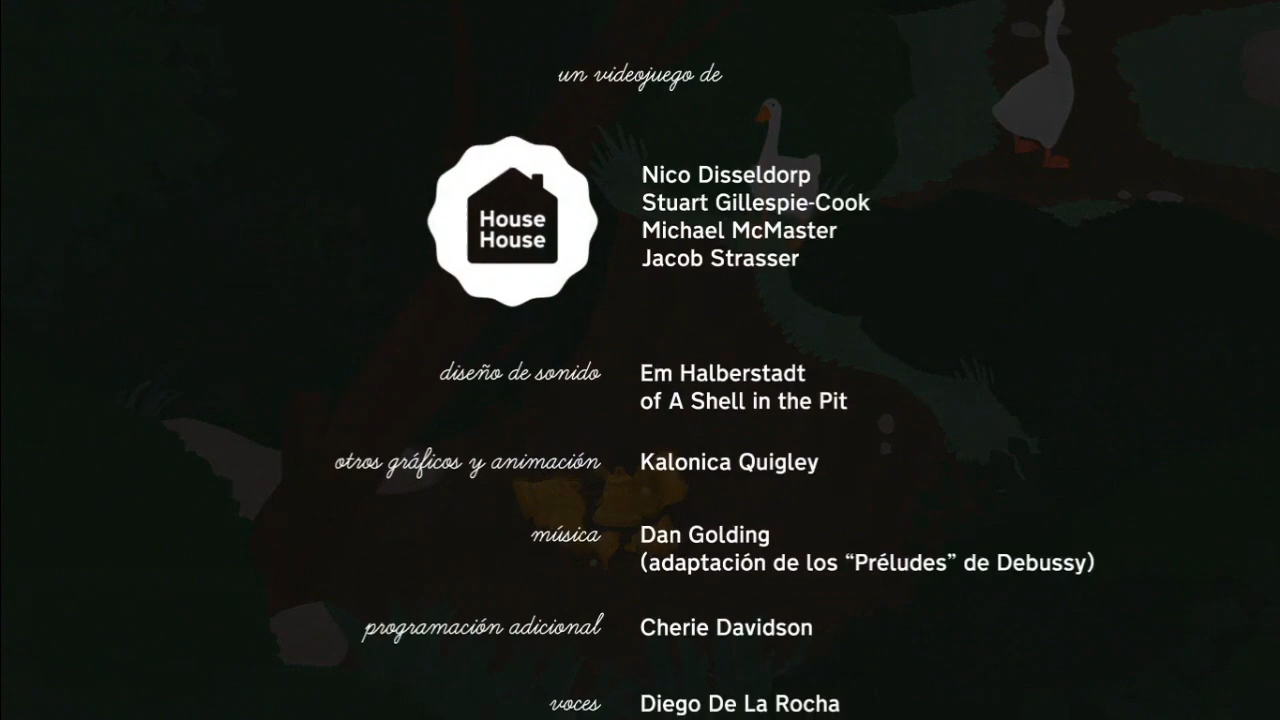 un videojuego de
House
House
Nico Disseldorp
Stuart Gillespie-Cook
Michael McMaster
Jacob Strasser
diseño de sonido
Em Halberstadt
of A Shell in the Pit
otros gráficos y animación
Kalonica Quigley
música
Dan Golding
(adaptación de los “Préludes” de Debussy)
programación adicional
Cherie Davidson
voces
Diego De La Rocha